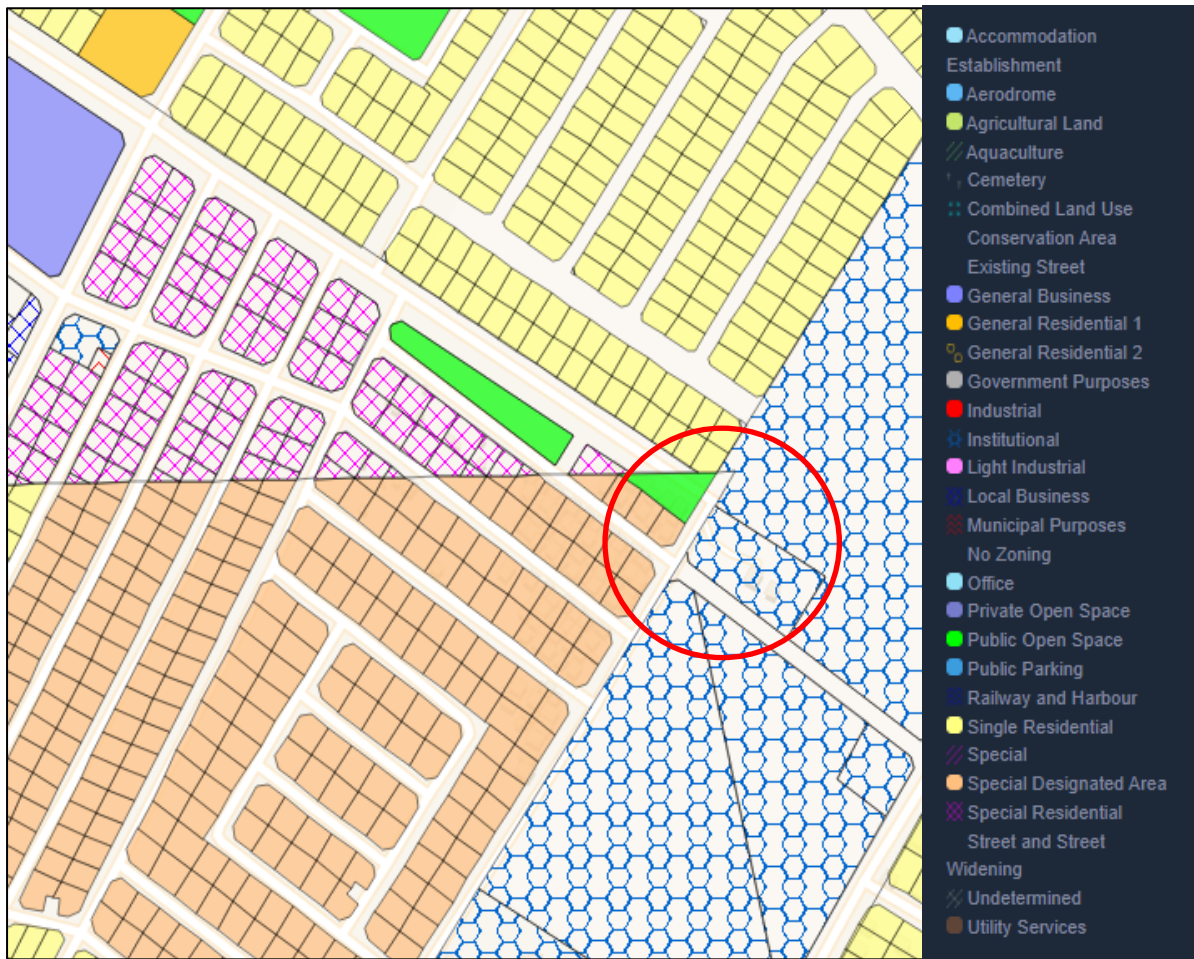 Accommodation
Establishment
Aerodrome
Agricultural Land
Aquaculture
Cemetery
Combined Land Use
Conservation Area
Existing Street
General Business
General Residential 1
General Residential 2
Government Purposes
Industrial
Institutional
Light Industrial
Local Business
Municipal Purposes
No Zoning
Office
Private Open Space
Public Open Space
Public Parking
Railway and Harbour
Single Residential
Special
Special Designated Area
Special Residential
Street and Street
Widening
Undetermined
Utility Services